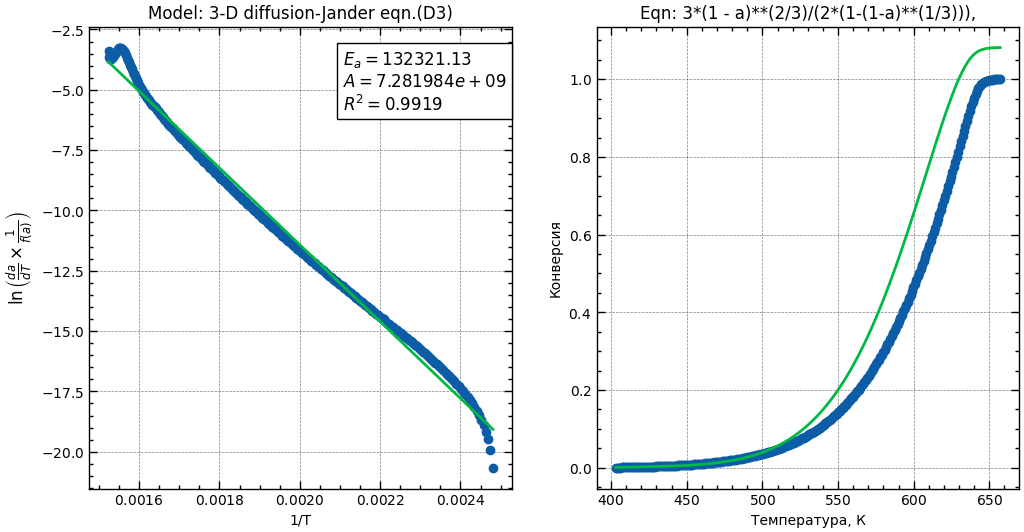 Model: 3-D diffusion-Jander eqn.(D3)
Eqn: 3*(1 - a)**(2/3)/(2*(1-(1-a)**(1/3))),
E_a = 132321.13
A = 7.281984e + 09
R^2 = 0.9919
ln(da/dT × 1/f(a))
−2.5
−5.0
−7.5
−10.0
−12.5
−15.0
−17.5
−20.0
0.0016
0.0018
0.0020
0.0022
0.0024
1/T
Конверсия
1.0
0.8
0.6
0.4
0.2
0.0
400
450
500
550
600
650
Температура, К